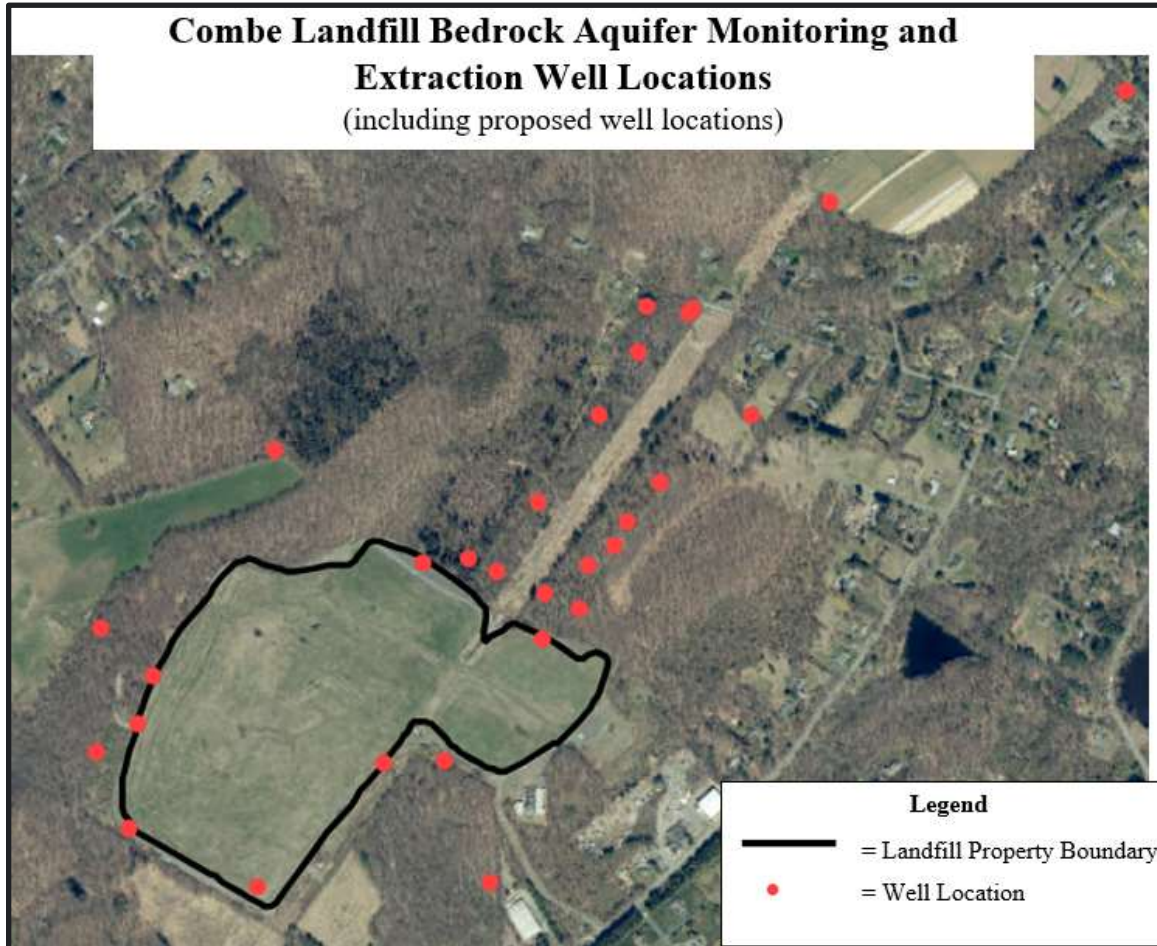 Combe Landfill Bedrock Aquifer Monitoring and
Extraction Well Locations
(including proposed well locations)
Legend
= Landfill Property Boundary
= Well Location